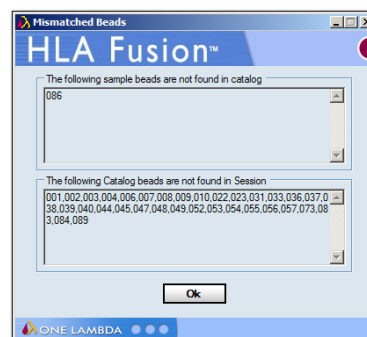 Mismatched Beads
HLA Fusion™
The following sample beads are not found in catalog
086
The following Catalog beads are not found in Session
001,002,003,004,006,007,008,009,010,022,023,031,033,036,037,0
38,039,040,044,045,047,048,049,052,053,054,055,056,057,073,08
3,084,089
Ok
ONE LAMBDA